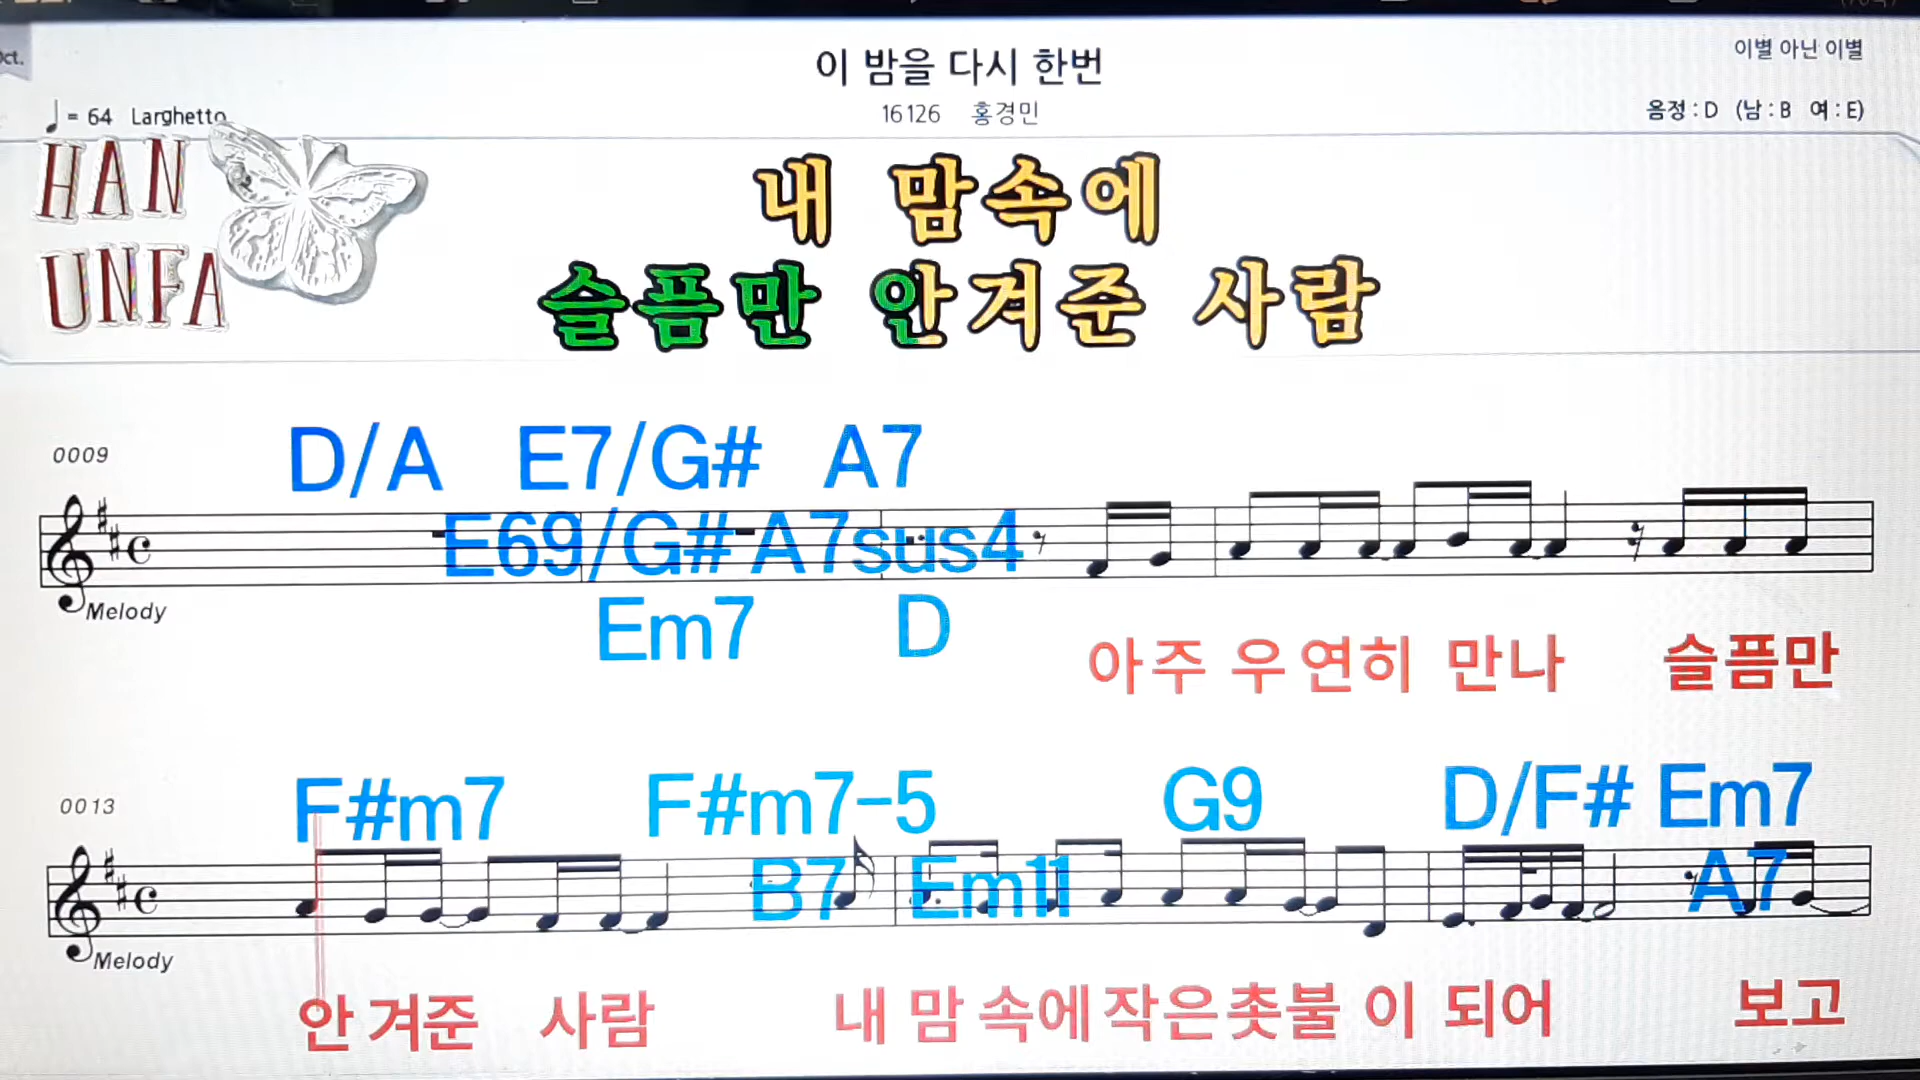 이 밤을 다시 한번
이별 아닌 이별
♩= 64 Larghetto
16126 홍경민
음정 : D (남 : B 여 : E)
HAN
UNFA
내 맘속에
슬픔만 안겨준 사람
0009
D/A E7/G# A7
E69/G# A7sus4
Em7 D
Melody
아주 우연히 만나 슬픔만
0013
F#m7 F#m7-5 G9 D/F# Em7
B7 Em11 A7
Melody
안겨준 사람 내 맘 속에작은촛불 이 되어 보고